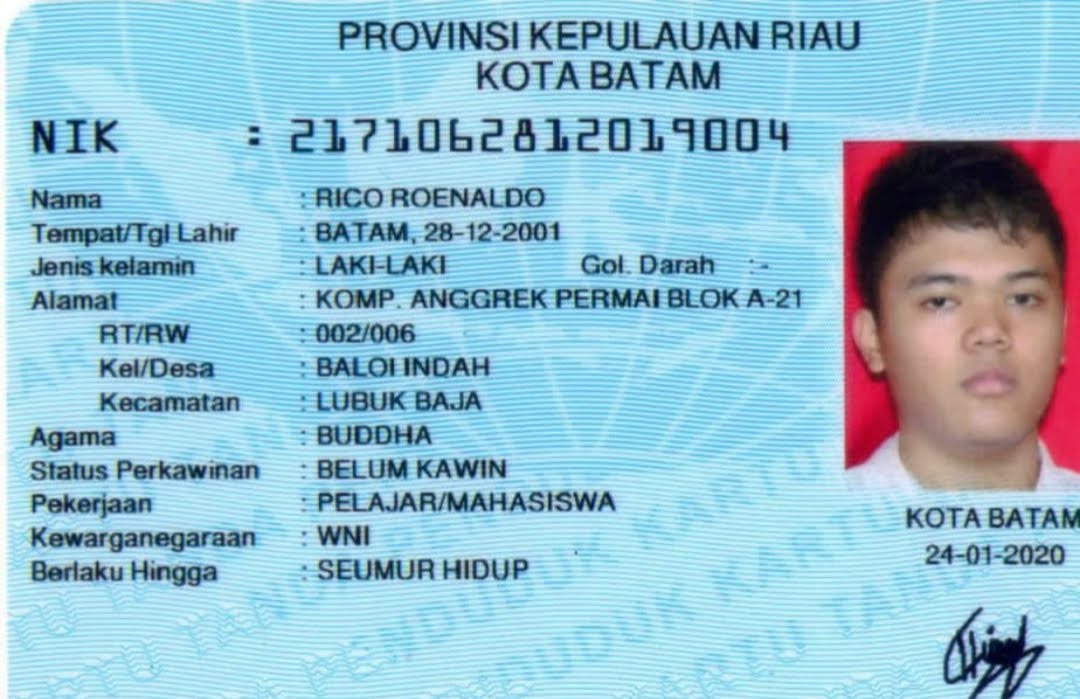 PROVINSI KEPULAUAN RIAU
KOTA BATAM
NIK : 2171062812019004
Nama : RICO ROENALDO
Tempat/Tgl Lahir : BATAM, 28-12-2001
Jenis kelamin : LAKI-LAKI Gol. Darah :-
Alamat : KOMP. ANGGREK PERMAI BLOK A-21
RT/RW : 002/006
Kel/Desa : BALOI INDAH
Kecamatan : LUBUK BAJA
Agama : BUDDHA
Status Perkawinan : BELUM KAWIN
Pekerjaan : PELAJAR/MAHASISWA
Kewarganegaraan : WNI
Berlaku Hingga : SEUMUR HIDUP
KOTA BATAM
24-01-2020